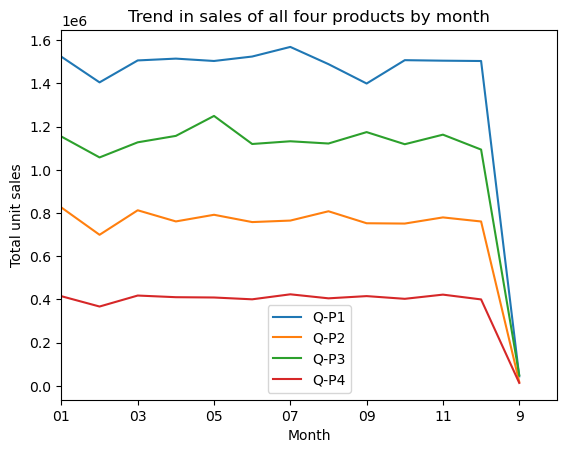 Trend in sales of all four products by month
1e6
1.6
1.4
1.2
1.0
0.8
0.6
0.4
0.2
0.0
Total unit sales
Q-P1
Q-P2
Q-P3
Q-P4
01 03 05 07 09 11 9
Month